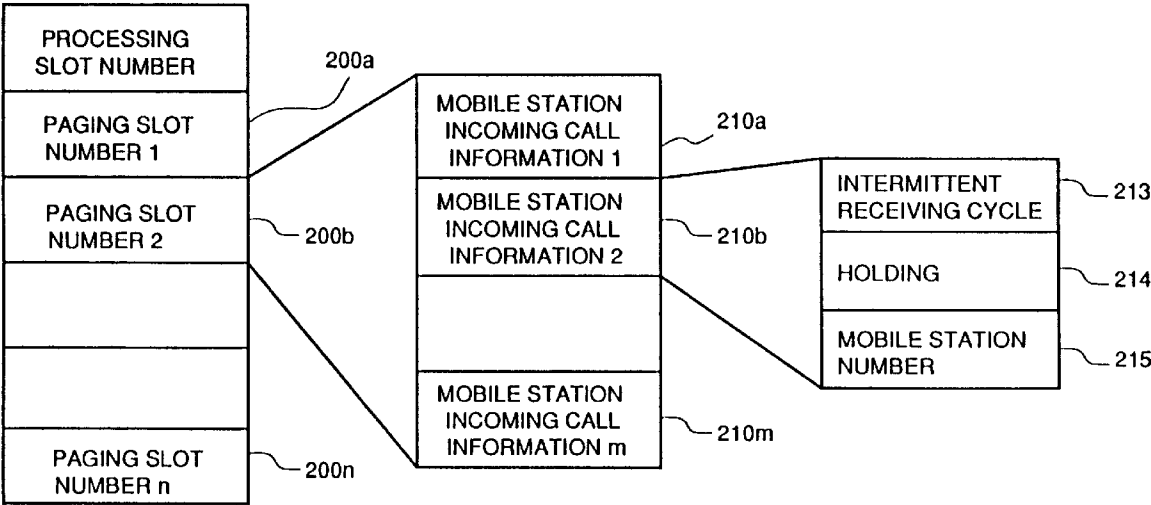 PROCESSING
SLOT NUMBER
200a
PAGING SLOT
NUMBER 1
PAGING SLOT
NUMBER 2
200b
PAGING SLOT
NUMBER n
200n
MOBILE STATION
INCOMING CALL
INFORMATION 1
210a
MOBILE STATION
INCOMING CALL
INFORMATION 2
210b
MOBILE STATION
INCOMING CALL
INFORMATION m
210m
INTERMITTENT
RECEIVING CYCLE
213
HOLDING
214
MOBILE STATION
NUMBER
215